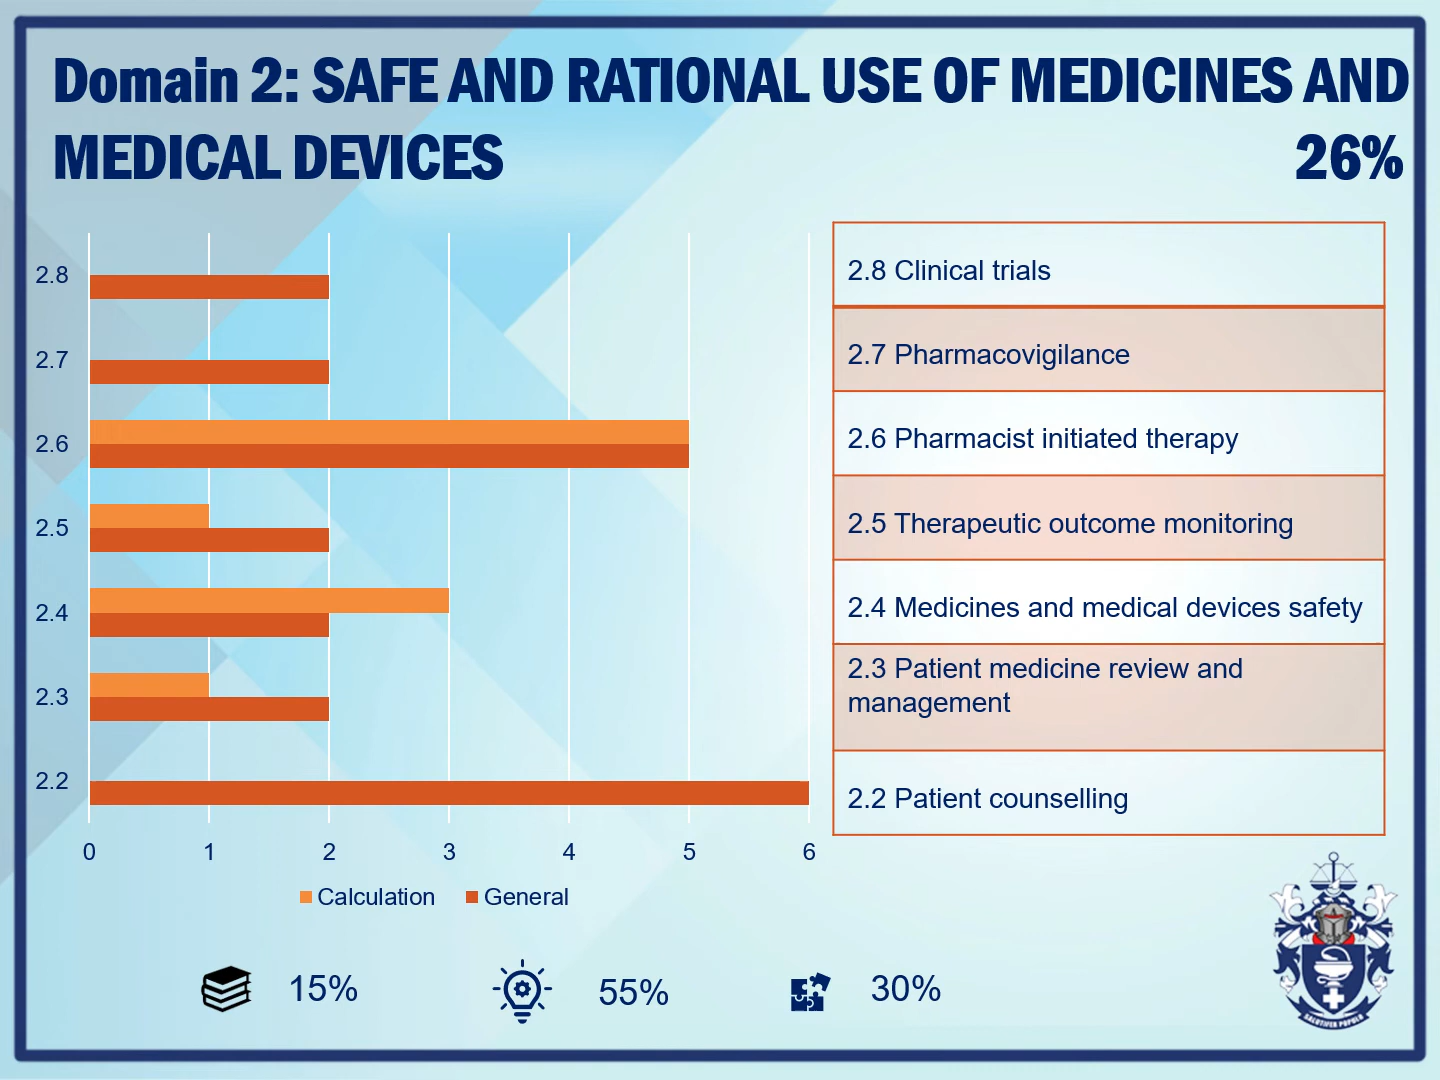 Domain 2: SAFE AND RATIONAL USE OF MEDICINES AND
MEDICAL DEVICES 26%
2.8
2.7
2.6
2.5
2.4
2.3
2.2
0 1 2 3 4 5 6
Calculation General
2.8 Clinical trials
2.7 Pharmacovigilance
2.6 Pharmacist initiated therapy
2.5 Therapeutic outcome monitoring
2.4 Medicines and medical devices safety
2.3 Patient medicine review and
management
2.2 Patient counselling
15% 55% 30%
SALUTIFER POPULO